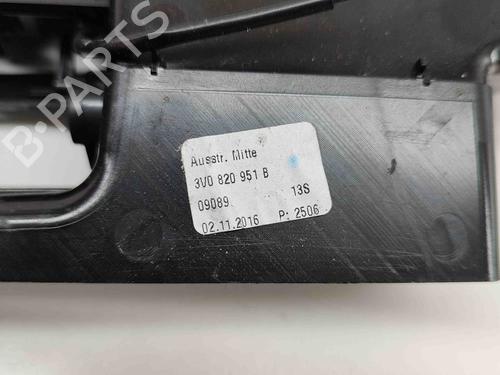 B-PARTS
Ausstr. Mitte
3V0 820 951 B
09089 13S
02.11.2016 P: 2506